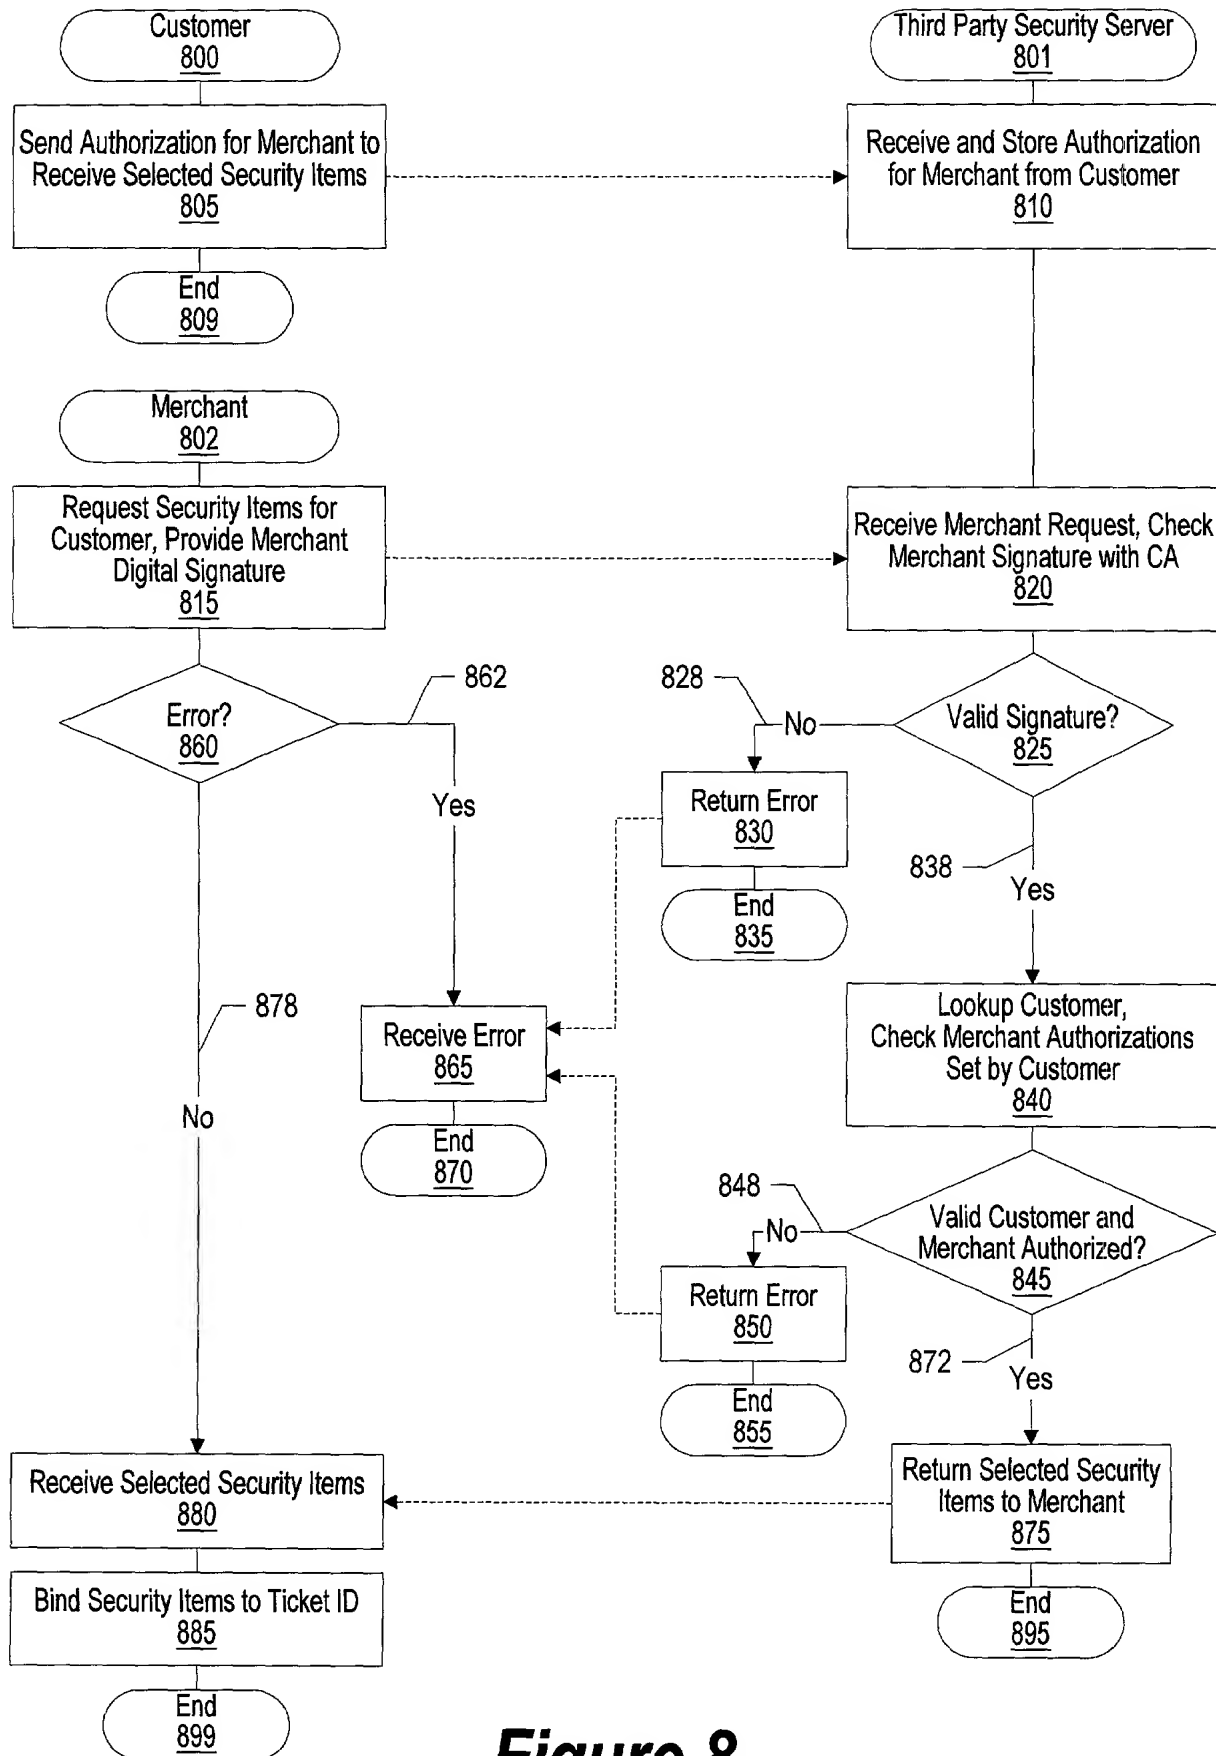 Customer
800
Third Party Security Server
801
Send Authorization for Merchant to
Receive Selected Security Items
805
Receive and Store Authorization
for Merchant from Customer
810
End
809
Merchant
802
Request Security Items for
Customer, Provide Merchant
Digital Signature
815
Receive Merchant Request, Check
Merchant Signature with CA
820
Error?
860
862
Yes
828
No
Valid Signature?
825
Return Error
830
End
835
838
Yes
878
No
Receive Error
865
End
870
Lookup Customer,
Check Merchant Authorizations
Set by Customer
840
848
No
Valid Customer and
Merchant Authorized?
845
Return Error
850
End
855
872
Yes
Receive Selected Security Items
880
Return Selected Security
Items to Merchant
875
Bind Security Items to Ticket ID
885
End
895
End
899
Figure 8